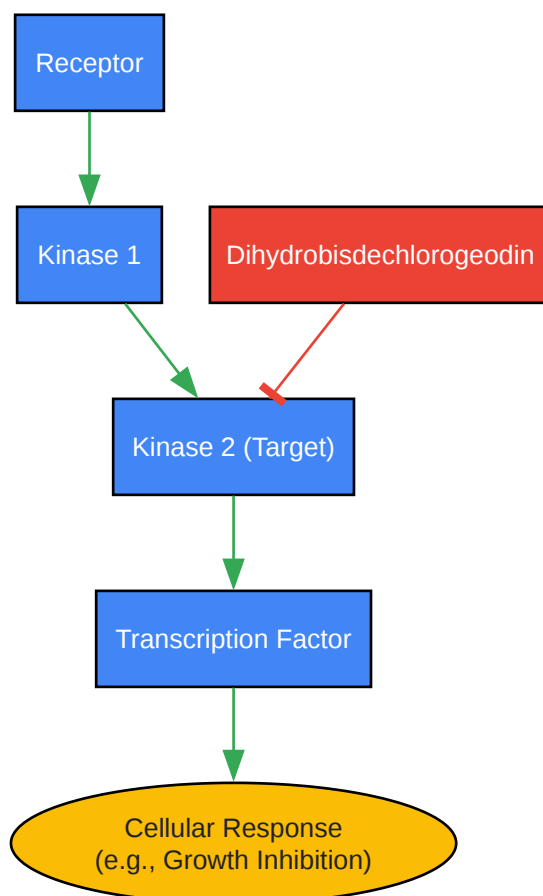 Receptor
Kinase 1
Dihydrobisdechlorogeodin
Kinase 2 (Target)
Transcription Factor
Cellular Response
(e.g., Growth Inhibition)